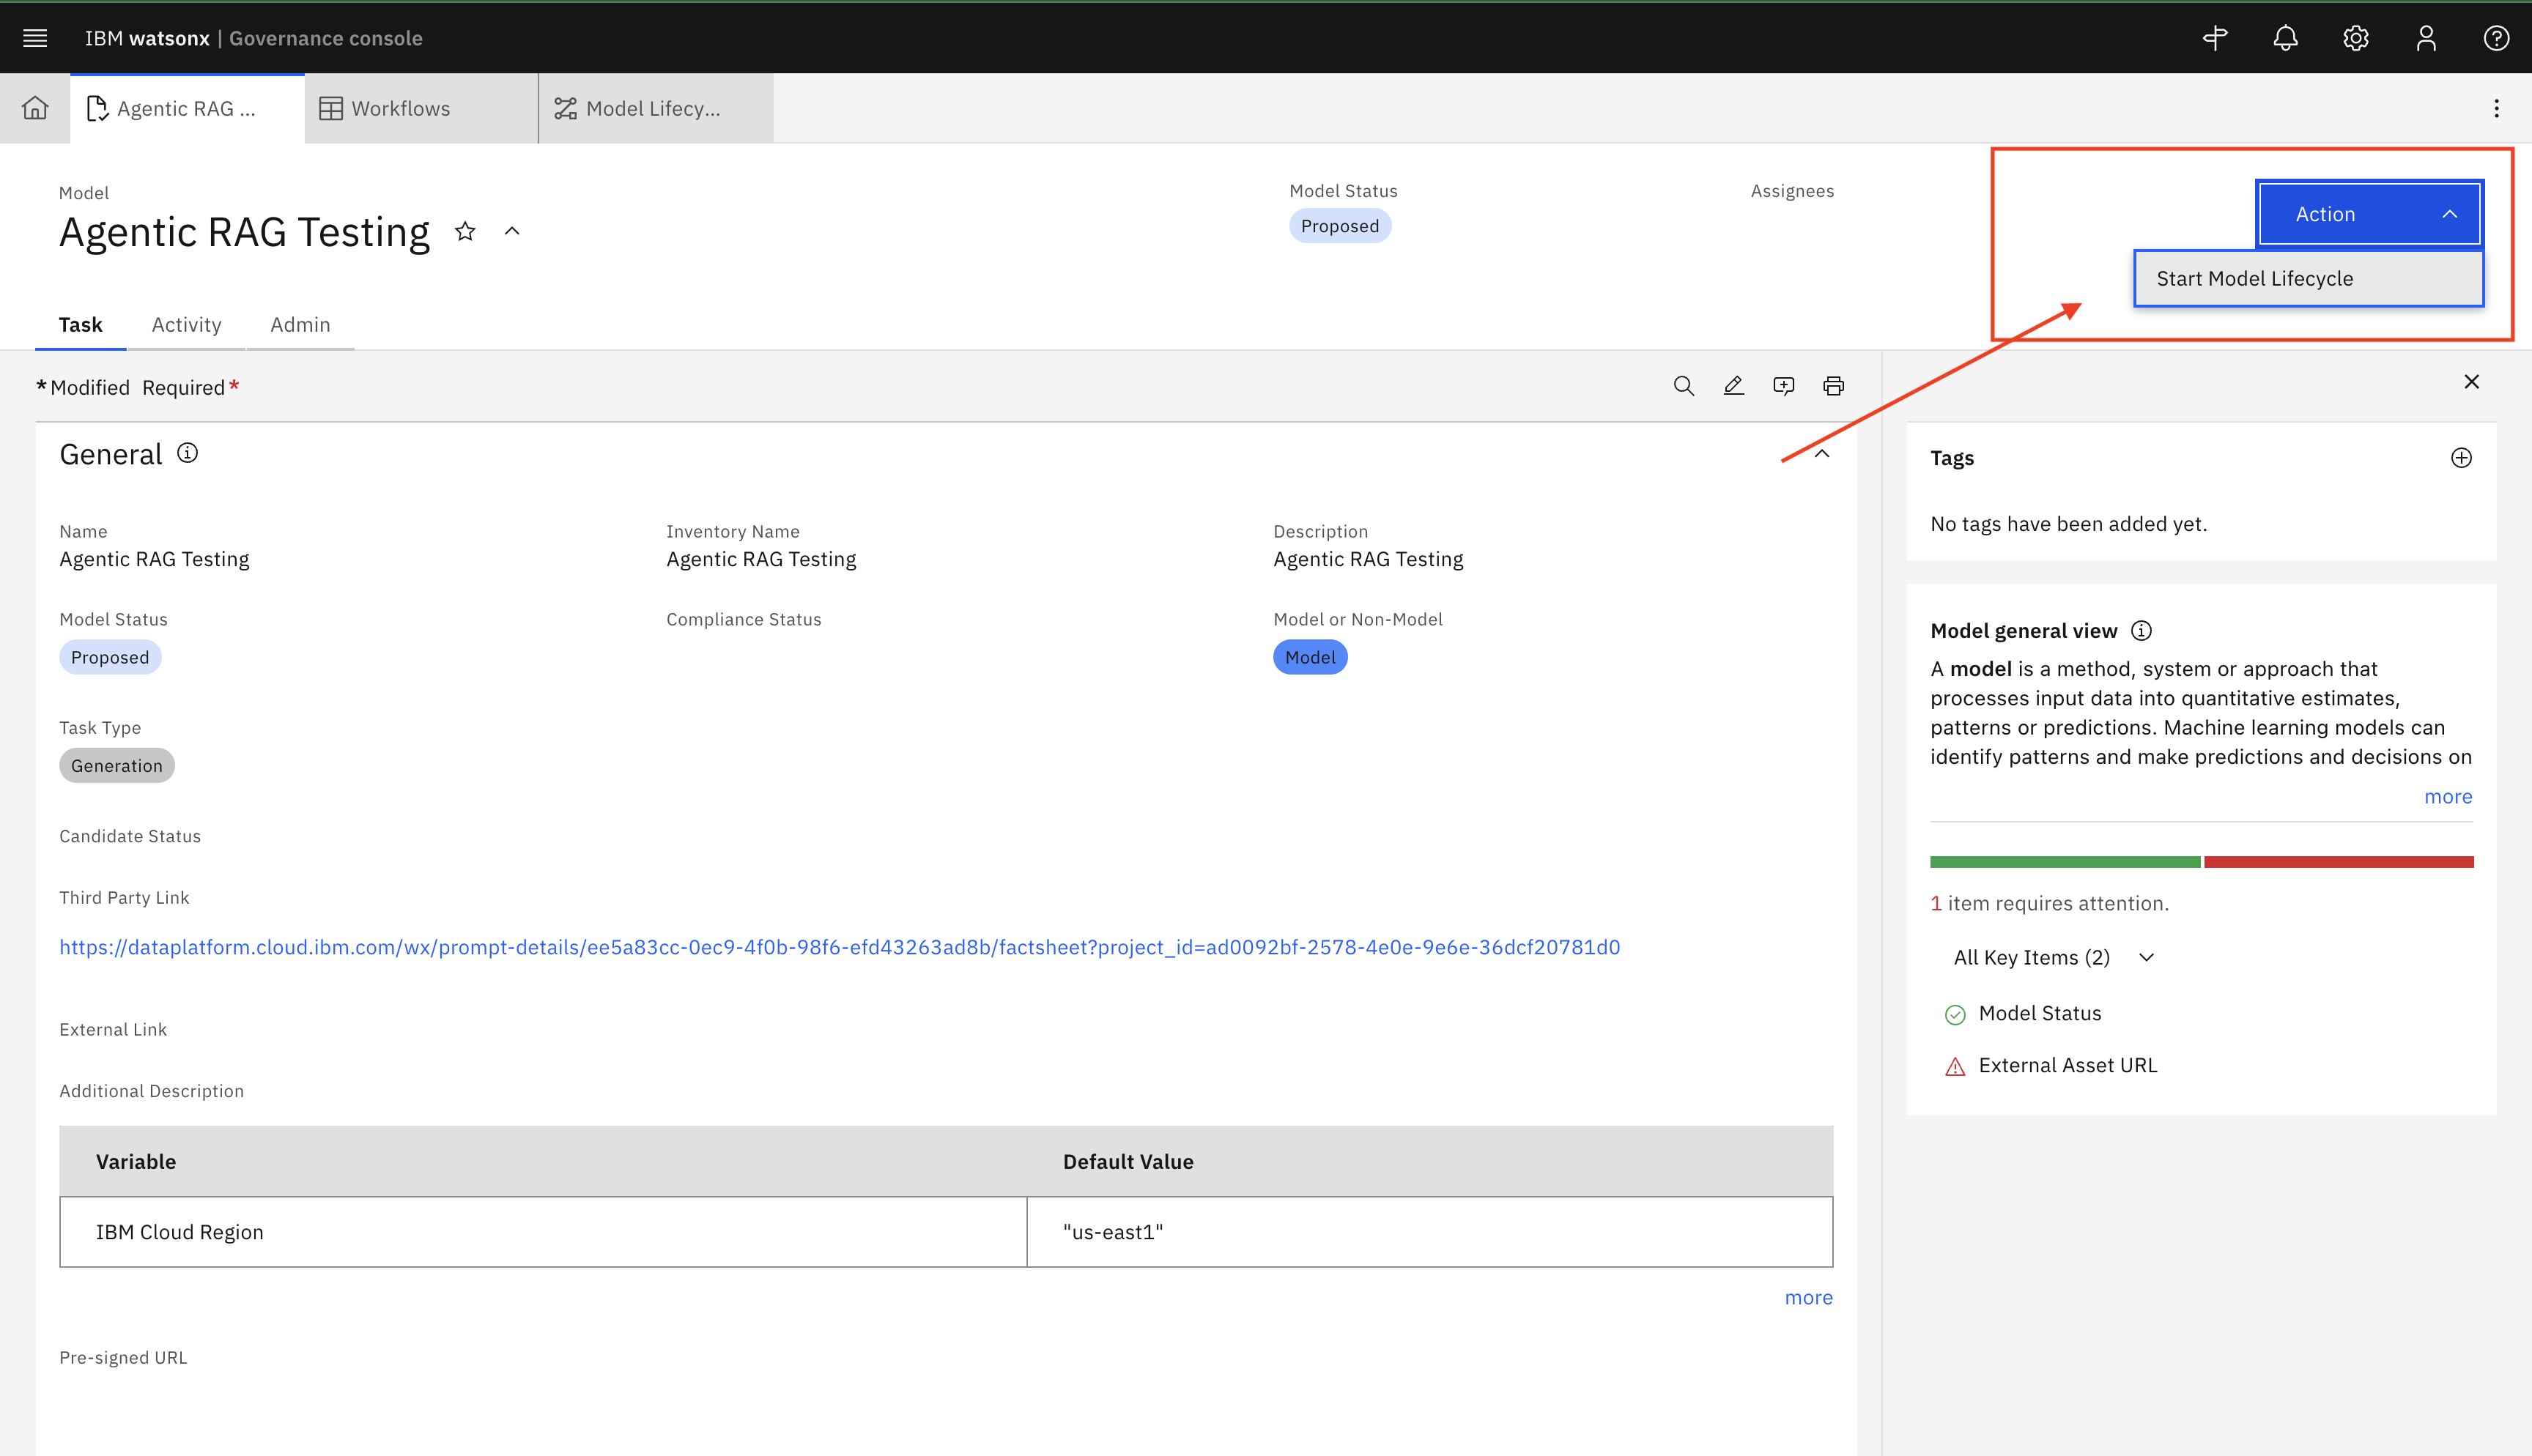 IBM watsonx | Governance console
Agentic RAG ...
Workflows
Model Lifecy...
Model
Agentic RAG Testing
Model Status
Proposed
Assignees
Action
Start Model Lifecycle
Task
Activity
Admin
*Modified Required*
General
Name
Agentic RAG Testing
Inventory Name
Agentic RAG Testing
Description
Agentic RAG Testing
Model Status
Proposed
Compliance Status
Model or Non-Model
Model
Task Type
Generation
Candidate Status
Third Party Link
https://dataplatform.cloud.ibm.com/wx/prompt-details/ee5a83cc-0ec9-4f0b-98f6-efd43263ad8b/factsheet?project_id=ad0092bf-2578-4e0e-9e6e-36dcf20781d0
External Link
Additional Description
Variable
Default Value
IBM Cloud Region
"us-east1"
more
Pre-signed URL
Tags
No tags have been added yet.
Model general view
A model is a method, system or approach that
processes input data into quantitative estimates,
patterns or predictions. Machine learning models can
identify patterns and make predictions and decisions on
more
1 item requires attention.
All Key Items (2)
Model Status
External Asset URL